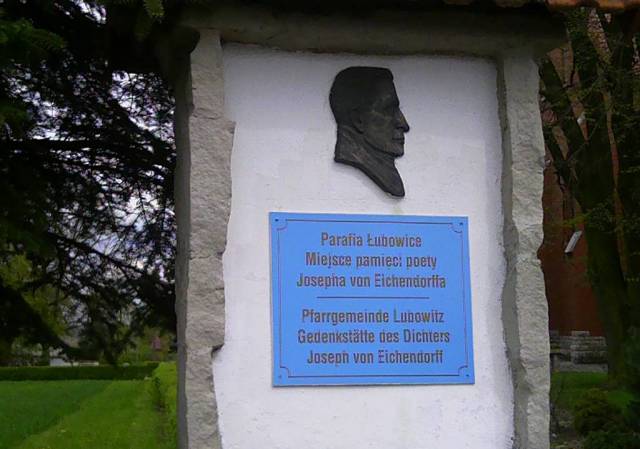 Parafia Łubowice
Miejsce pamięci poety
Josepha von Eichendorffa
Pfarrgemeinde Lubowitz
Gedenkstätte des Dichters
Joseph von Eichendorff